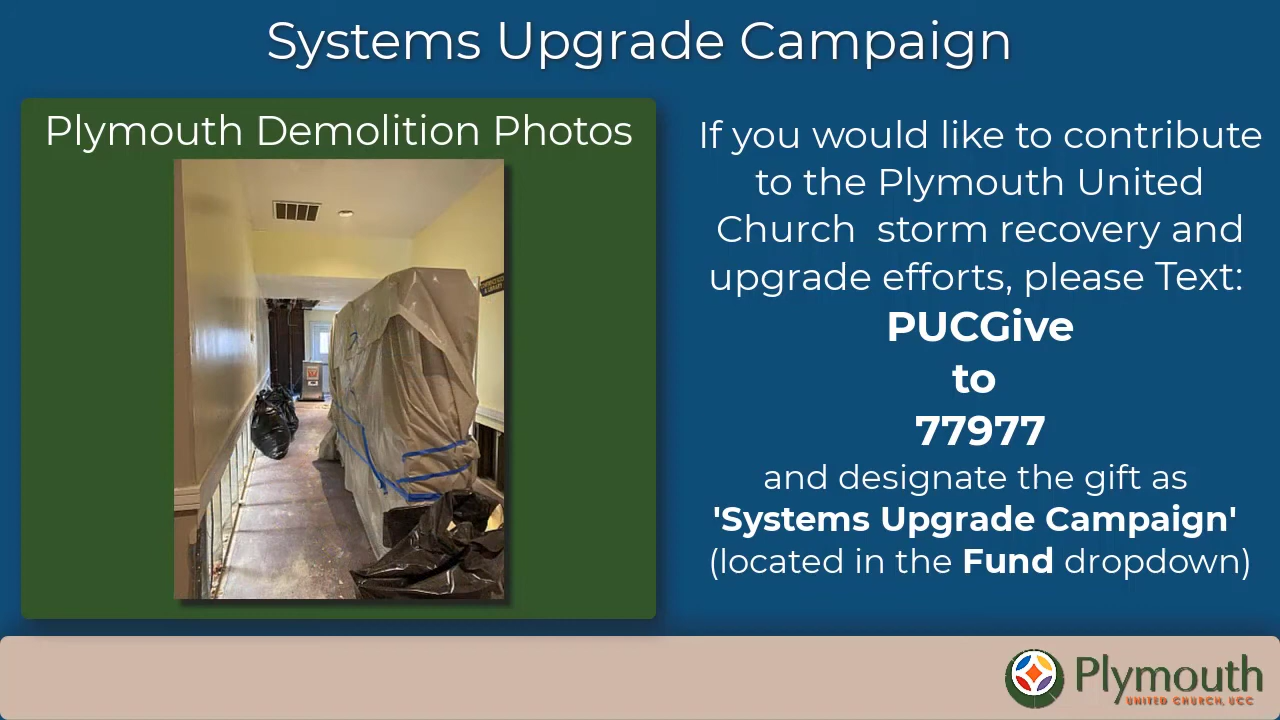 Systems Upgrade Campaign
Plymouth Demolition Photos
If you would like to contribute
to the Plymouth United
Church  storm recovery and
upgrade efforts, please Text:
PUCGive
to
77977
and designate the gift as
'Systems Upgrade Campaign'
(located in the Fund dropdown)
Plymouth
UNITED CHURCH, UCC